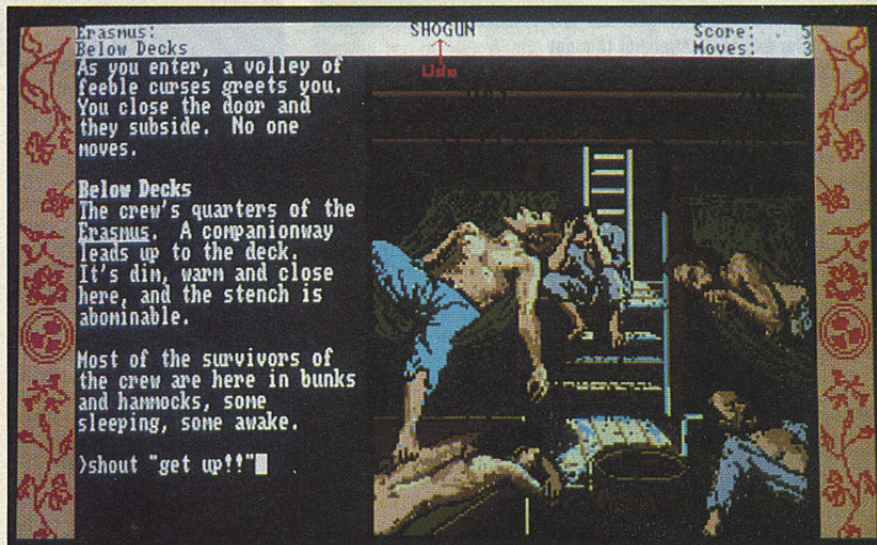 Erasmus: SHOGUN Score: 5
Below Decks Moves: 3
Udo
As you enter, a volley of
feeble curses greets you.
You close the door and
they subside. No one
moves.
Below Decks
The crew's quarters of the
Erasmus. A companionway
leads up to the deck.
It's dim, warm and close
here, and the stench is
abominable.
Most of the survivors of
the crew are here in bunks
and hammocks, some
sleeping, some awake.
>shout "get up!!"